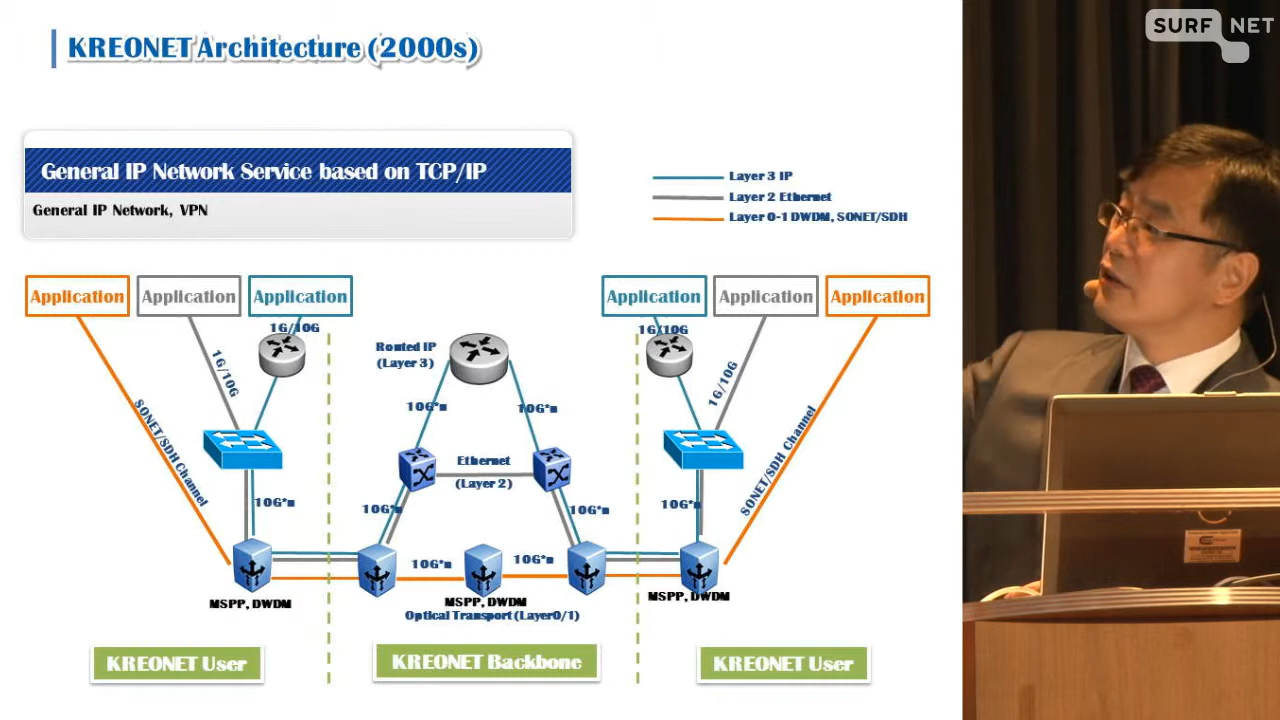 SURF NET
KREONET Architecture (2000s)
General IP Network Service based on TCP/IP
General IP Network, VPN
Layer 3 IP
Layer 2 Ethernet
Layer 0-1 DWDM, SONET/SDH
Application
Application
Application
Application
Application
Application
1G/10G
1G/10G
Routed IP
(Layer 3)
1G/10G
1G/10G
10G*n
10G*n
SONET/SDH Channel
SONET/SDH Channel
Ethernet
(Layer 2)
10G*n
10G*n
10G*n
10G*n
10G*n
10G*n
MSPP, DWDM
MSPP, DWDM
MSPP, DWDM
Optical Transport (Layer0/1)
KREONET User
KREONET Backbone
KREONET User